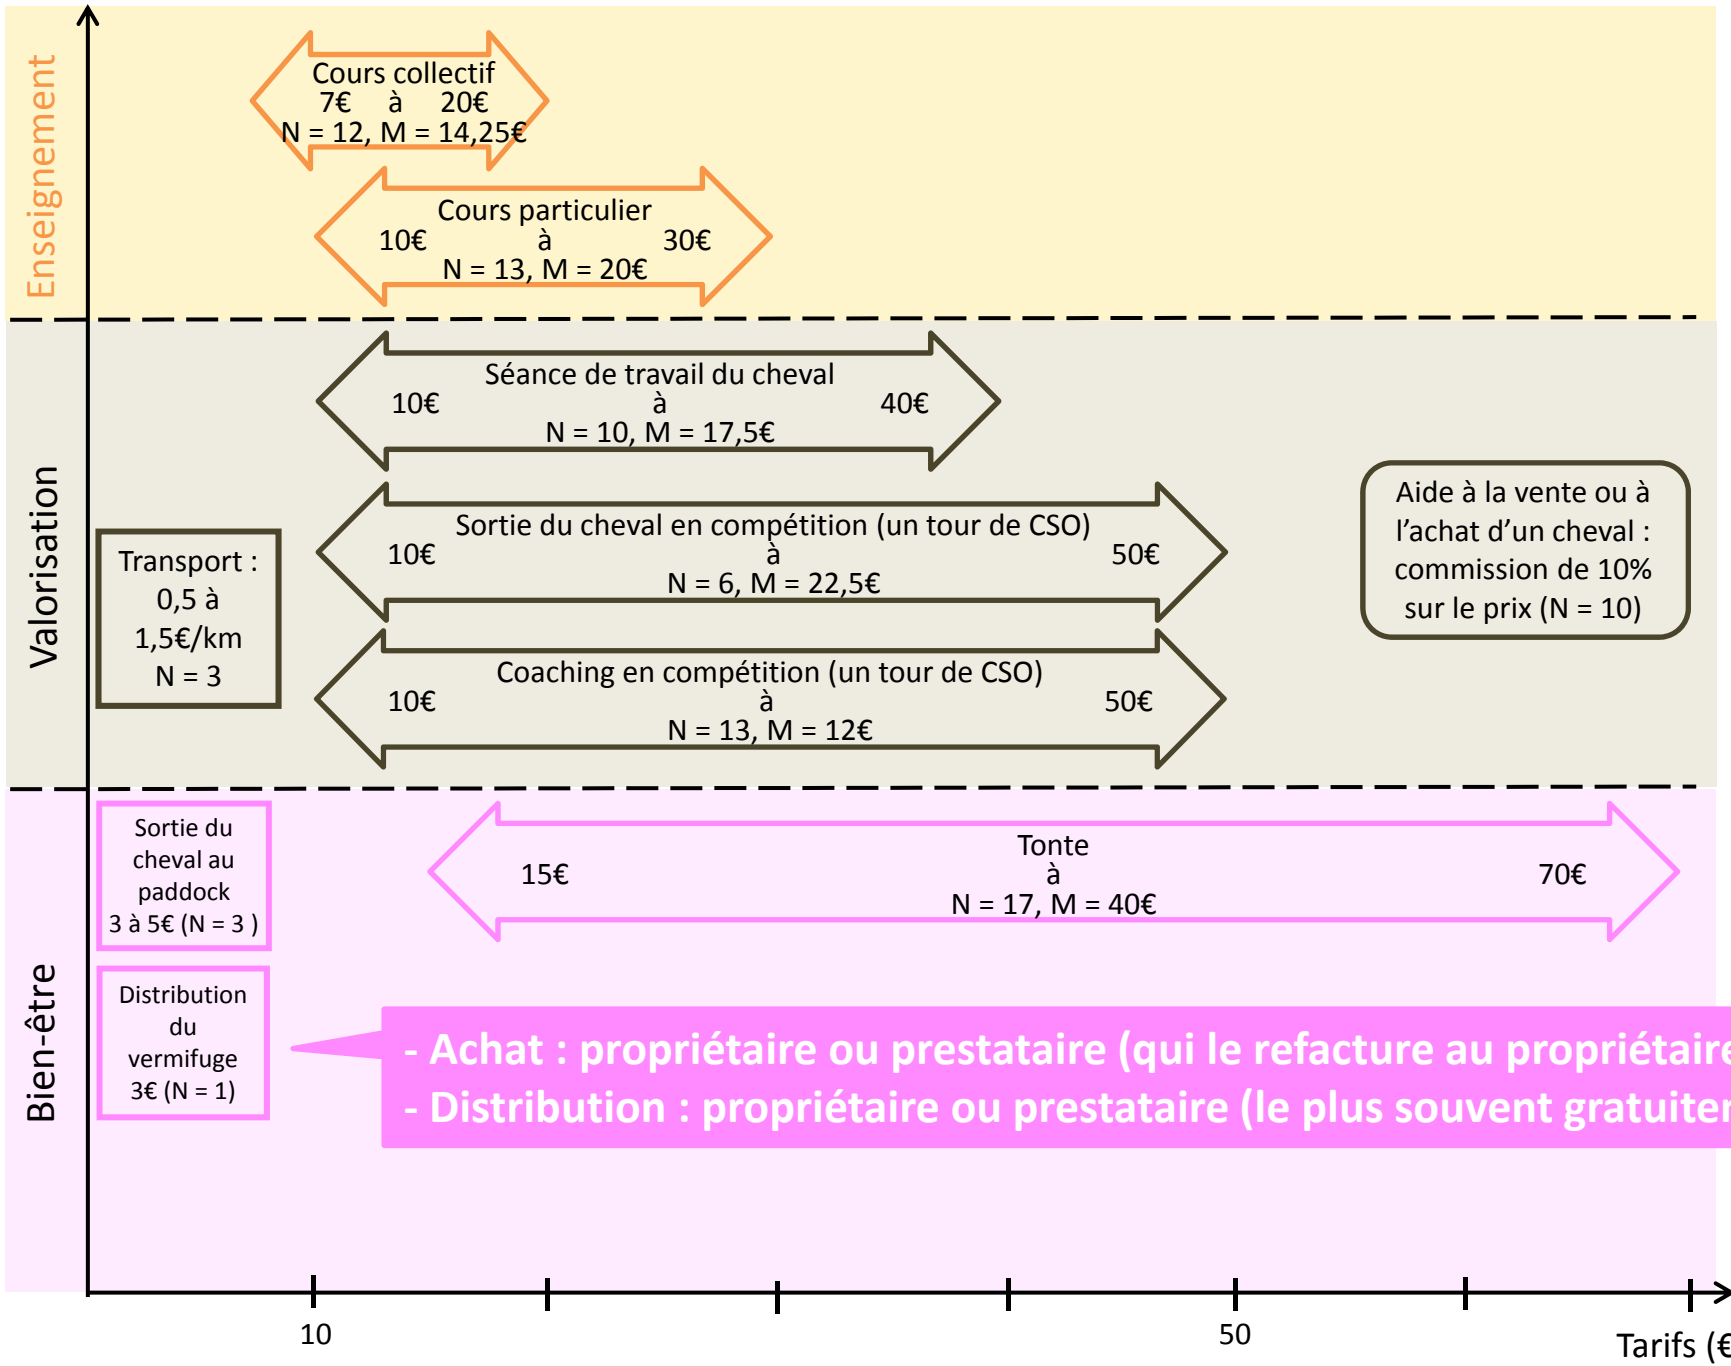 Enseignement
Cours collectif
7€ à 20€
N = 12, M = 14,25€
Cours particulier
10€ à 30€
N = 13, M = 20€
Valorisation
Séance de travail du cheval
10€ à 40€
N = 10, M = 17,5€
Sortie du cheval en compétition (un tour de CSO)
10€ à 50€
N = 6, M = 22,5€
Coaching en compétition (un tour de CSO)
10€ à 50€
N = 13, M = 12€
Transport :
0,5 à
1,5€/km
N = 3
Aide à la vente ou à
l'achat d'un cheval :
commission de 10%
sur le prix (N = 10)
Bien-être
Sortie du
cheval au
paddock
3 à 5€ (N = 3 )
Tonte
15€ à 70€
N = 17, M = 40€
Distribution
du
vermifuge
3€ (N = 1)
- Achat : propriétaire ou prestataire (qui le refacture au propriétaire
- Distribution : propriétaire ou prestataire (le plus souvent
10 50
Tarifs (€